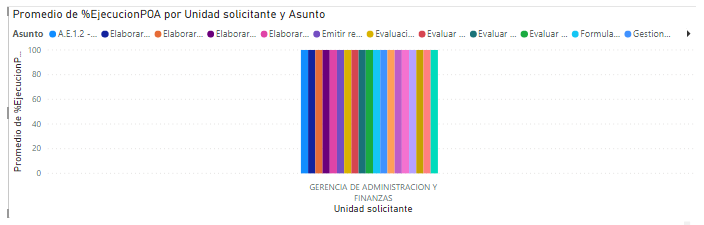 Promedio de %EjecucionPOA por Unidad solicitante y Asunto
Asunto A.E.1.2 -... Elaborar... Elaborar... Elaborar... Elaborar... Emitir re... Evaluaci... Evaluar ... Evaluar ... Evaluar ... Formula... Gestion...
Promedio de %EjecucionP...
100
80
60
40
20
0
GERENCIA DE ADMINISTRACION Y
FINANZAS
Unidad solicitante